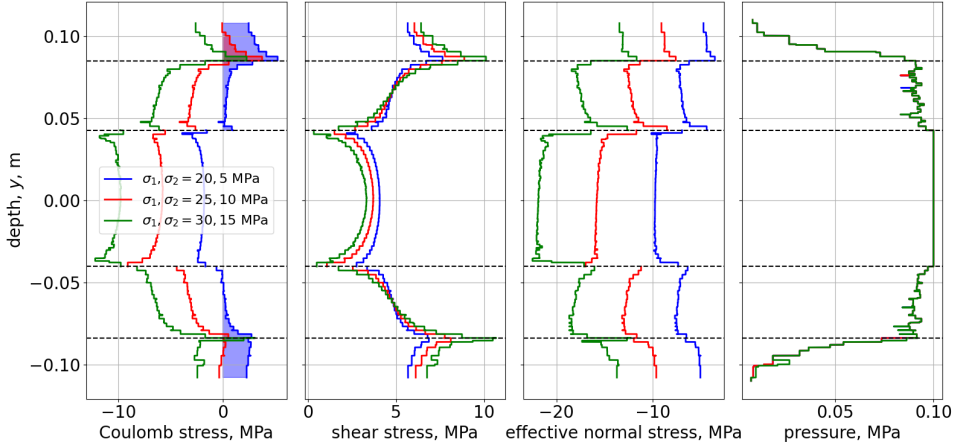 0.10
0.05
0.00
−0.05
−0.10
depth, y, m
σ₁, σ₂ = 20, 5 MPa
σ₁, σ₂ = 25, 10 MPa
σ₁, σ₂ = 30, 15 MPa
−10 0
0 5 10
−20 −10
0.05 0.10
Coulomb stress, MPa
shear stress, MPa
effective normal stress, MPa
pressure, MPa